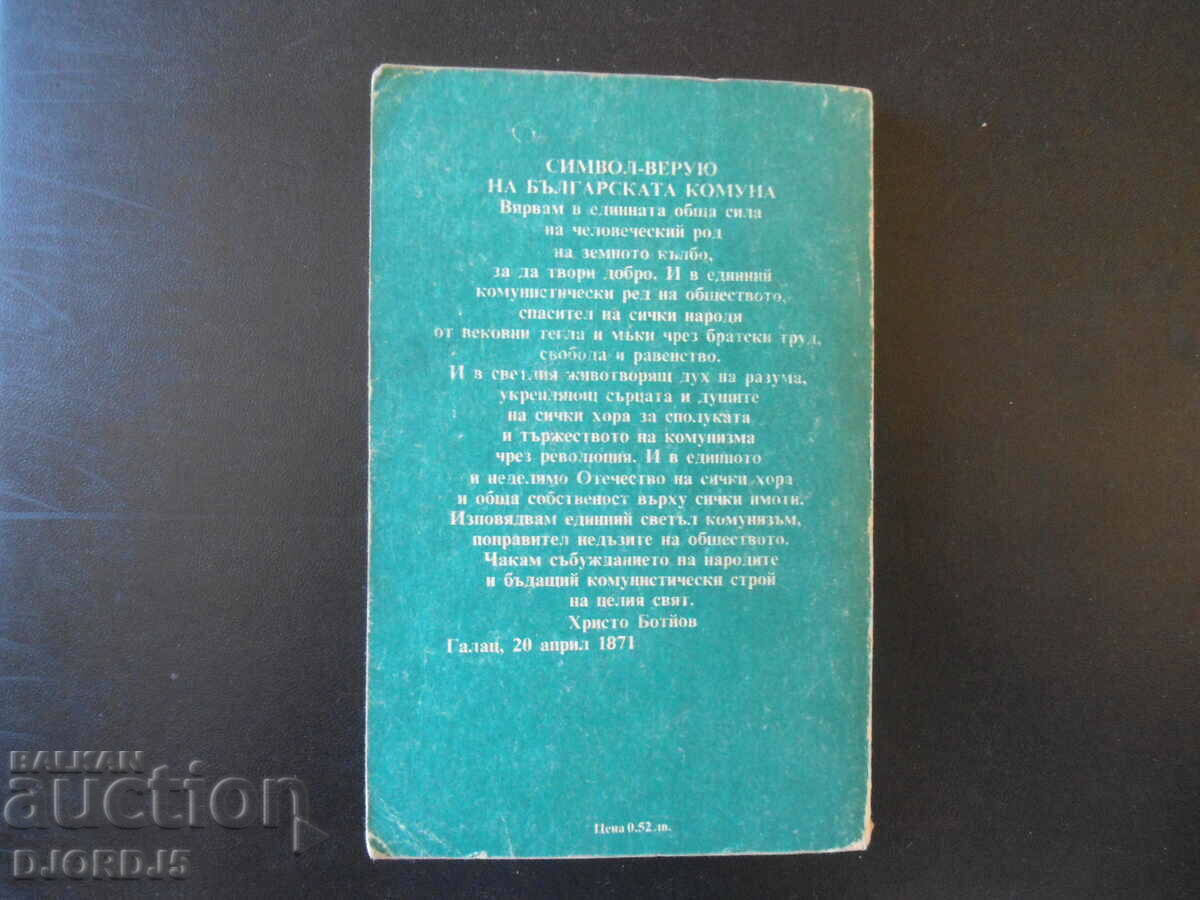 СИМВОЛ-ВЕРУЮ
НА БЪЛГАРСКАТА КОМУНА
Вярвам в единната обща сила
на человеческий род
на земното кълбо,
за да твори добро. И в единний
комунистически ред на обществото,
спасител на сички народи
от вековни тегла и мъки чрез братски труд,
свобода и равенство.
И в светлия животворящ дух на разума,
укрепляющ сърцата и душите
на сички хора за сполуката
и тържеството на комунизма
чрез революция. И в единното
и неделимо Отечество на сички хора
и обща собственост върху сички имоти.
Изповядвам единий светъл комунизъм,
поправител недъзите на обществото.
Чакам събужданието на народите
и бъдащий комунистически строй
на целия свят.
Христо Ботйов
Галац, 20 април 1871
Цена 0.52 лв.
BALKAN
auction
DJORD.J5